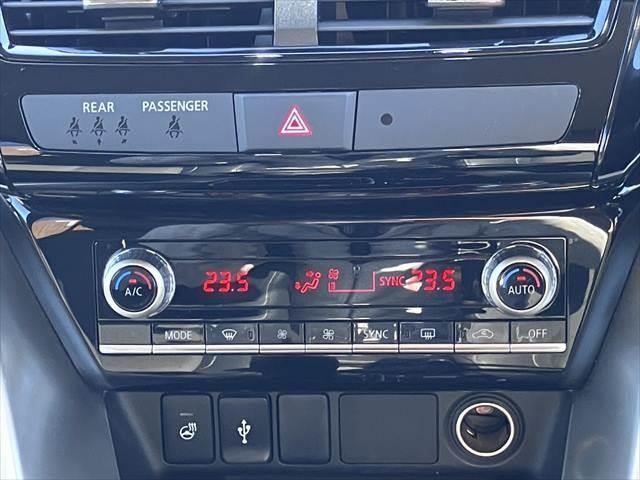 REAR PASSENGER
23.5 SYNC 23.5
A/C AUTO
MODE SYNC OFF